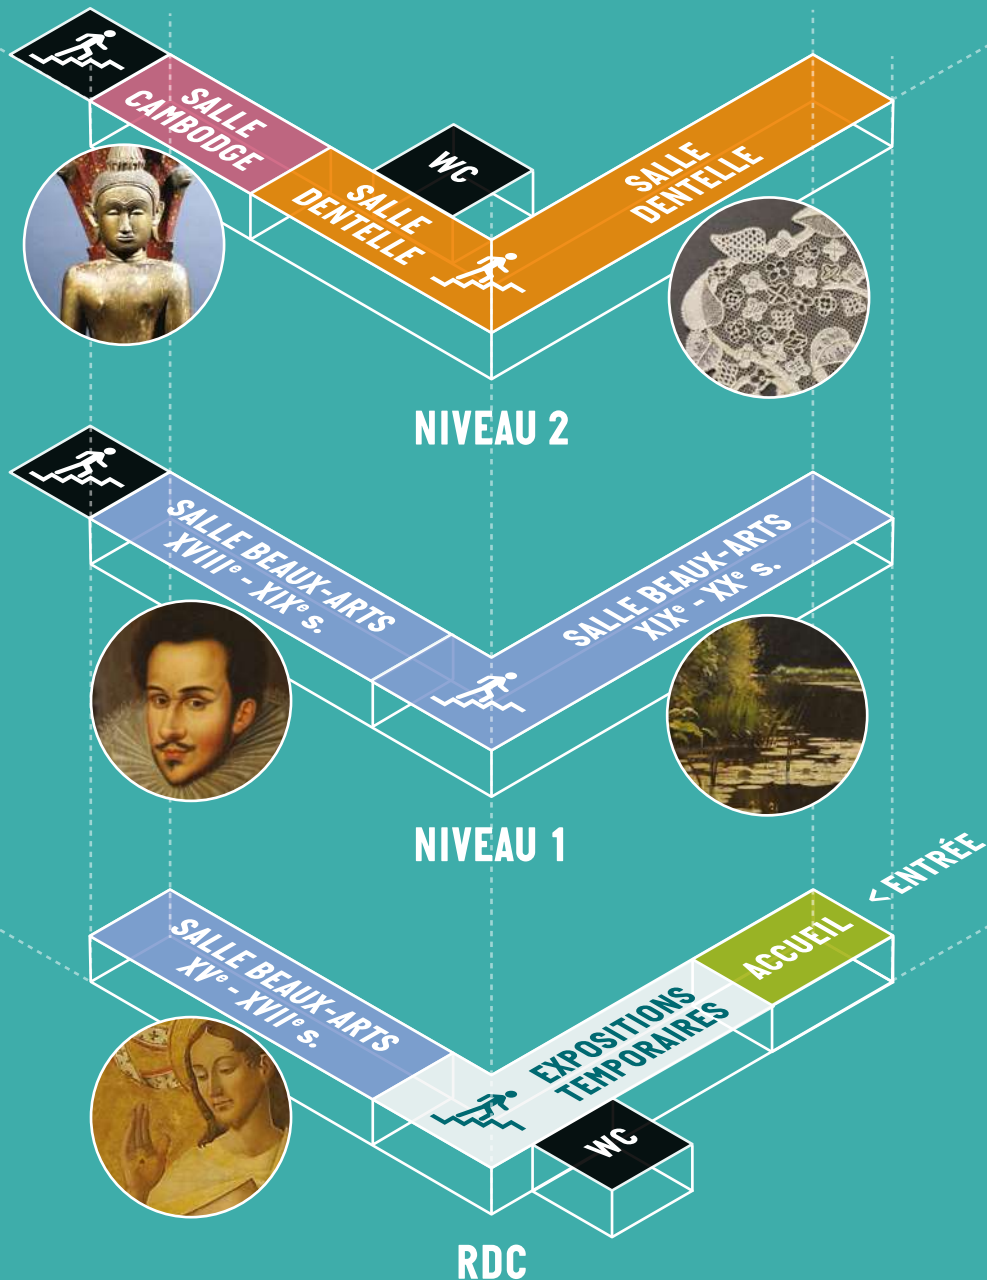 SALLE
CAMBODGE
WC
SALLE
DENTELLE
SALLE
DENTELLE
NIVEAU 2
SALLE BEAUX-ARTS
XVIIIᵉ - XIXᵉ s.
SALLE BEAUX-ARTS
XIXᵉ - XXᵉ s.
NIVEAU 1
< ENTRÉE
ACCUEIL
SALLE BEAUX-ARTS
XVᵉ - XVIIᵉ s.
EXPOSITIONS
TEMPORAIRES
WC
RDC